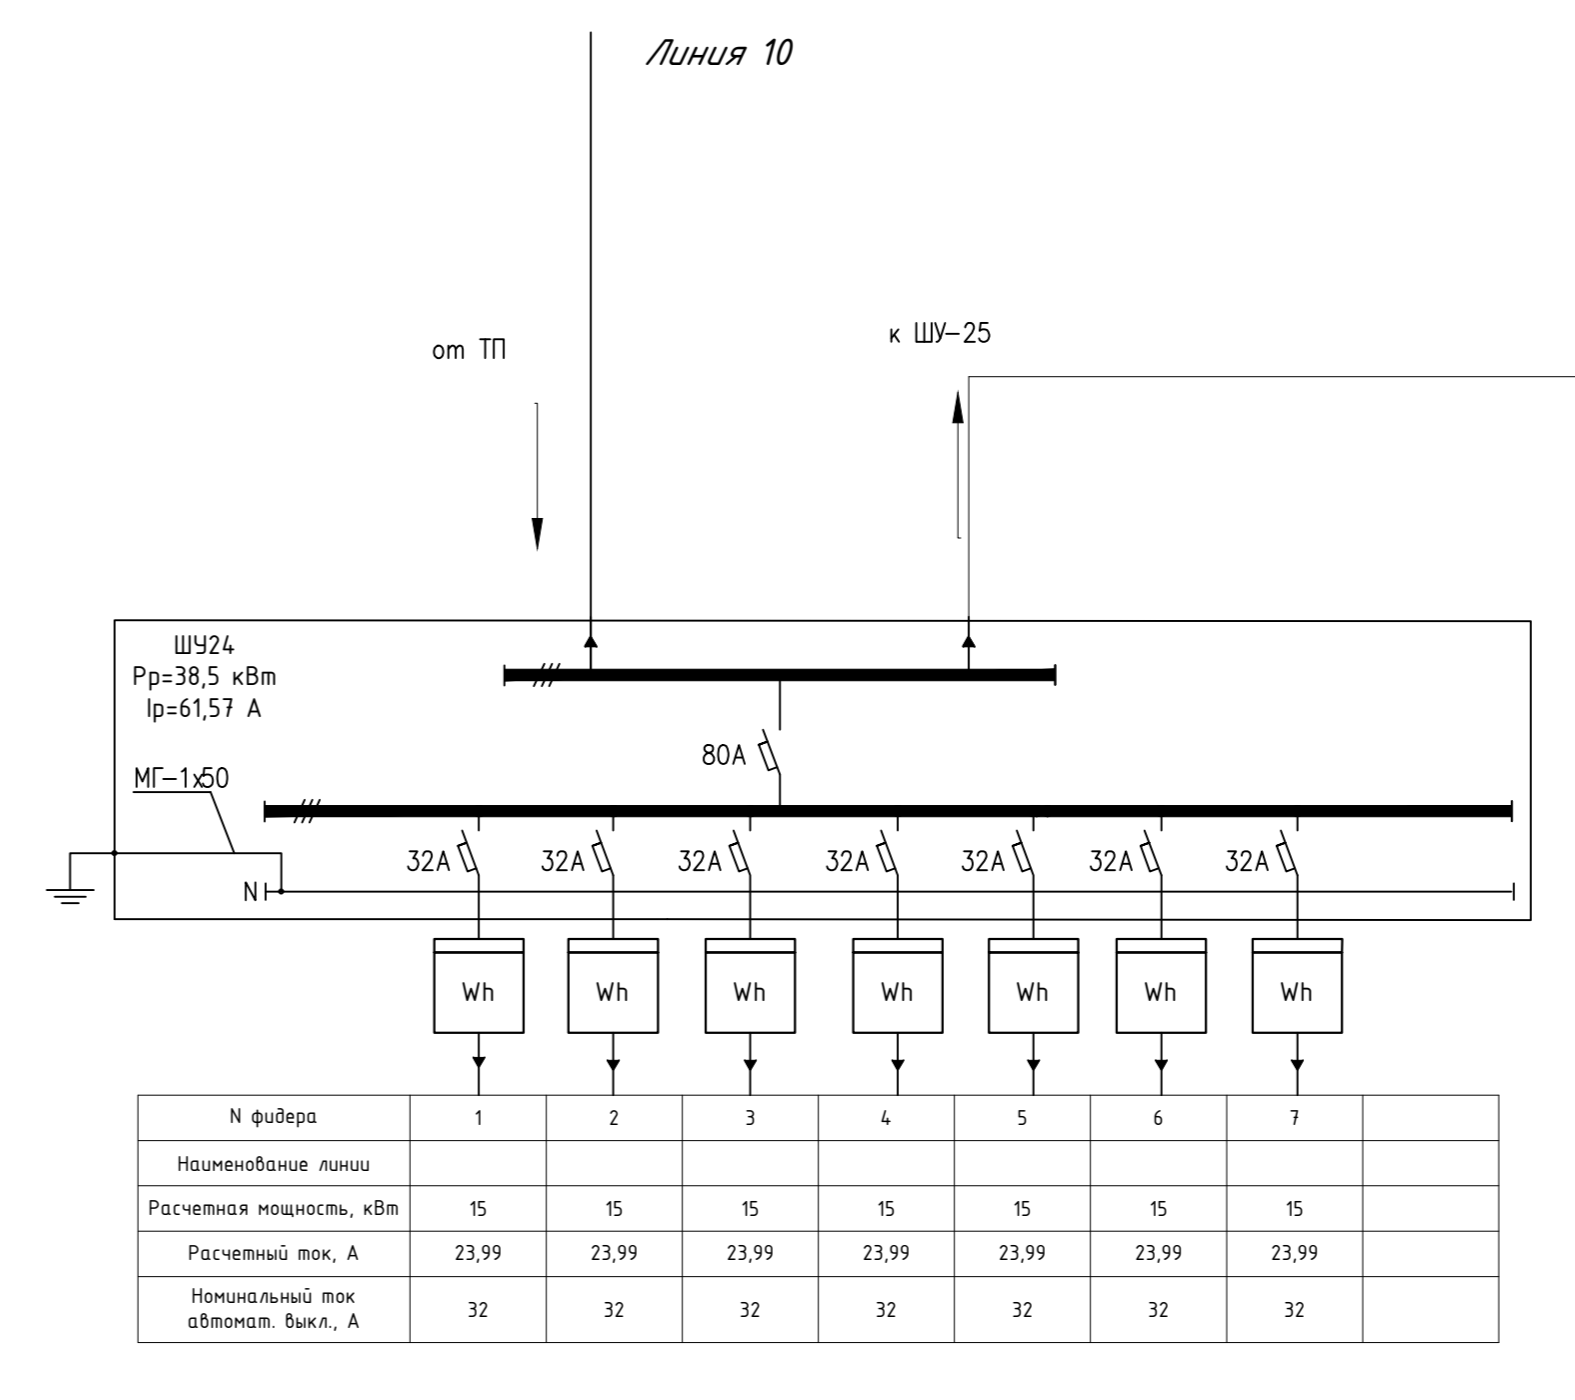 Линия 10
от ТП
к ШУ-25
ШУ24
Рр=38,5 кВт
Iр=61,57 А
80А
МГ-1х50
32А 32А 32А 32А 32А 32А 32А
N
Wh Wh Wh Wh Wh Wh Wh
N фидера 1 2 3 4 5 6 7
Наименование линии
Расчетная мощность, кВт 15 15 15 15 15 15 15
Расчетный ток, А 23,99 23,99 23,99 23,99 23,99 23,99 23,99
Номинальный ток
автомат. выкл., А 32 32 32 32 32 32 32